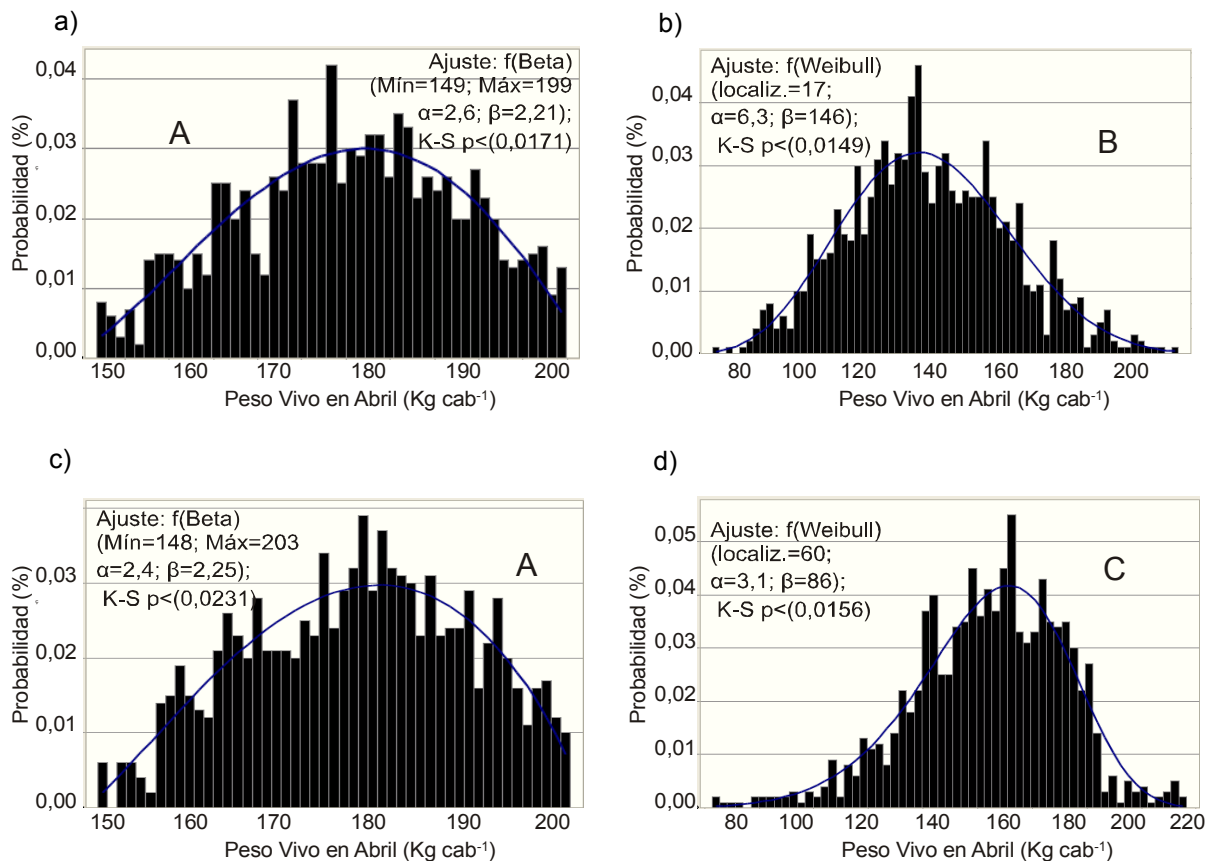 a)
Ajuste: f(Beta)
(Mín=149; Máx=199
α=2,6; β=2,21);
K-S p<(0,0171)
A
0,04
0,03
0,02
0,01
0,00
Probabilidad (%)
150 160 170 180 190 200
Peso Vivo en Abril (Kg cab-1)
b)
Ajuste: f(Weibull)
(localiz.=17;
α=6,3; β=146);
K-S p<(0,0149)
B
0,04
0,03
0,02
0,01
0,00
Probabilidad (%)
80 100 120 140 160 180 200
Peso Vivo en Abril (Kg cab-1)
c)
Ajuste: f(Beta)
(Mín=148; Máx=203
α=2,4; β=2,25);
K-S p<(0,0231)
A
0,03
0,02
0,01
0,00
Probabilidad (%)
150 160 170 180 190 200
Peso Vivo en Abril (Kg cab-1)
d)
Ajuste: f(Weibull)
(localiz.=60;
α=3,1; β=86);
K-S p<(0,0156)
C
0,05
0,04
0,03
0,02
0,01
0,00
Probabilidad (%)
80 100 120 140 160 180 200 220
Peso Vivo en Abril (Kg cab-1)